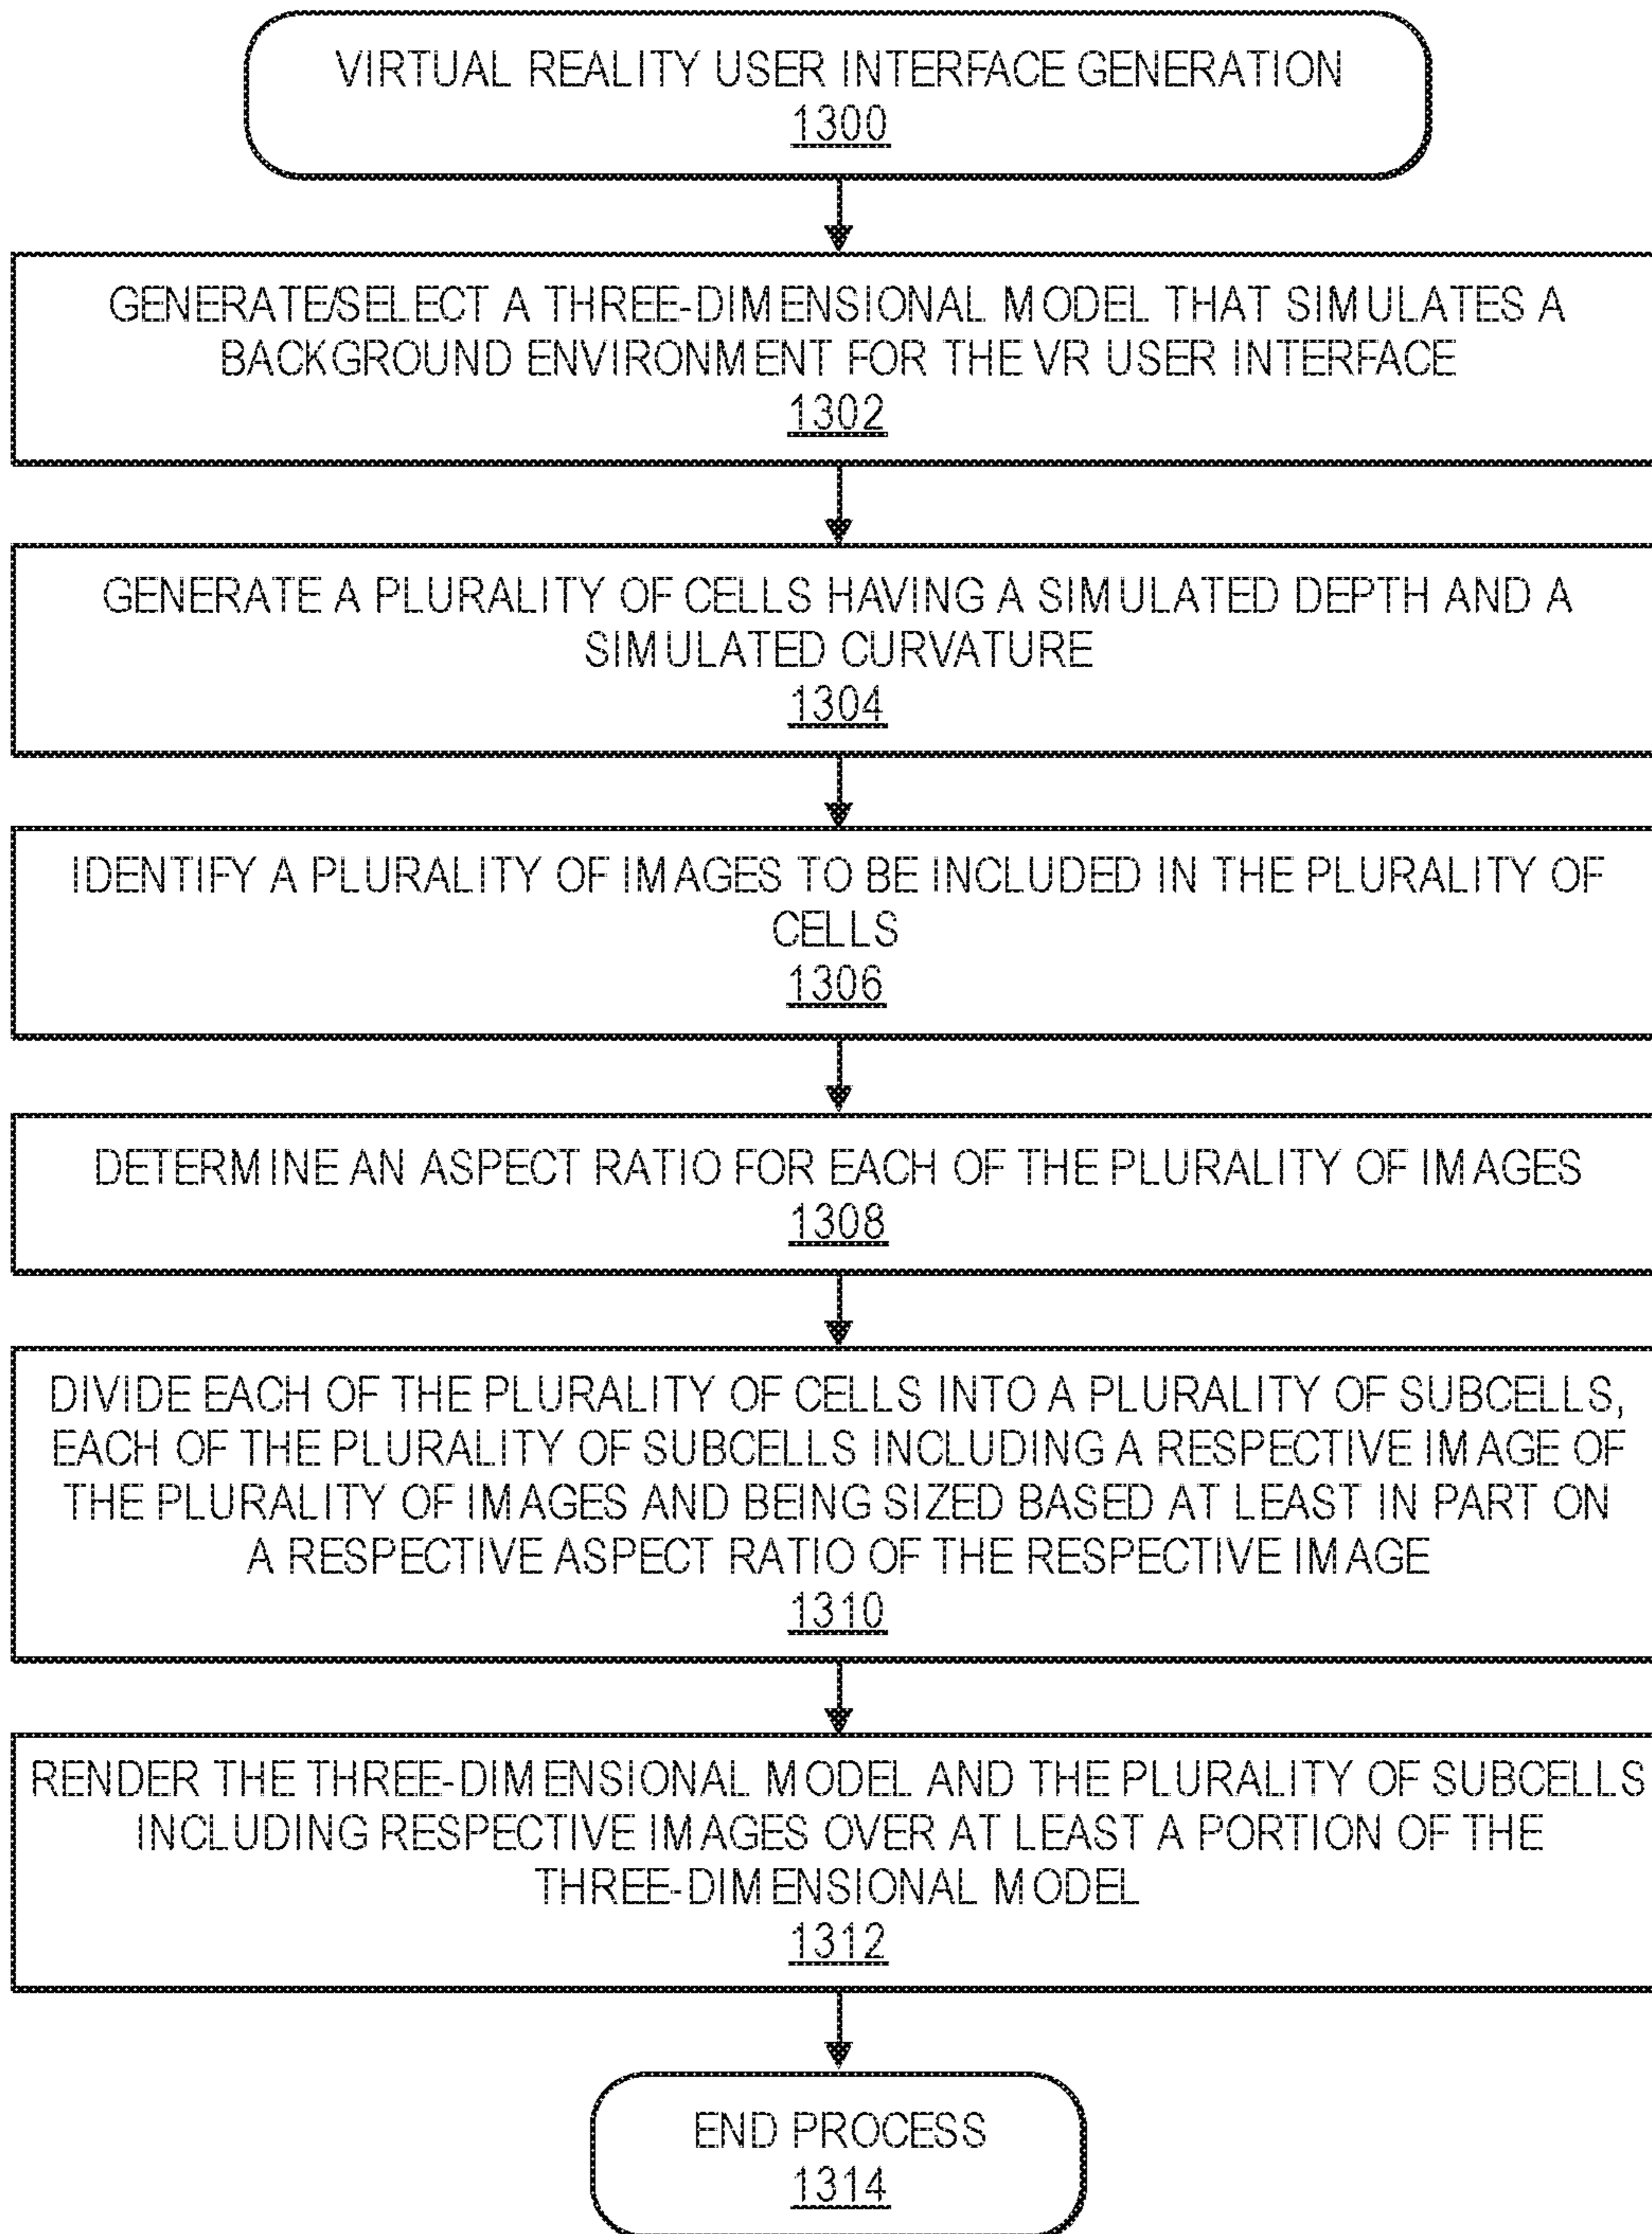 VIRTUAL REALITY USER INTERFACE GENERATION
1300
GENERATE/SELECT A THREE-DIMENSIONAL MODEL THAT SIMULATES A
BACKGROUND ENVIRONMENT FOR THE VR USER INTERFACE
1302
GENERATE A PLURALITY OF CELLS HAVING A SIMULATED DEPTH AND A
SIMULATED CURVATURE
1304
IDENTIFY A PLURALITY OF IMAGES TO BE INCLUDED IN THE PLURALITY OF
CELLS
1306
DETERMINE AN ASPECT RATIO FOR EACH OF THE PLURALITY OF IMAGES
1308
DIVIDE EACH OF THE PLURALITY OF CELLS INTO A PLURALITY OF SUBCELLS,
EACH OF THE PLURALITY OF SUBCELLS INCLUDING A RESPECTIVE IMAGE OF
THE PLURALITY OF IMAGES AND BEING SIZED BASED AT LEAST IN PART ON
A RESPECTIVE ASPECT RATIO OF THE RESPECTIVE IMAGE
1310
RENDER THE THREE-DIMENSIONAL MODEL AND THE PLURALITY OF SUBCELLS
INCLUDING RESPECTIVE IMAGES OVER AT LEAST A PORTION OF THE
THREE-DIMENSIONAL MODEL
1312
END PROCESS
1314